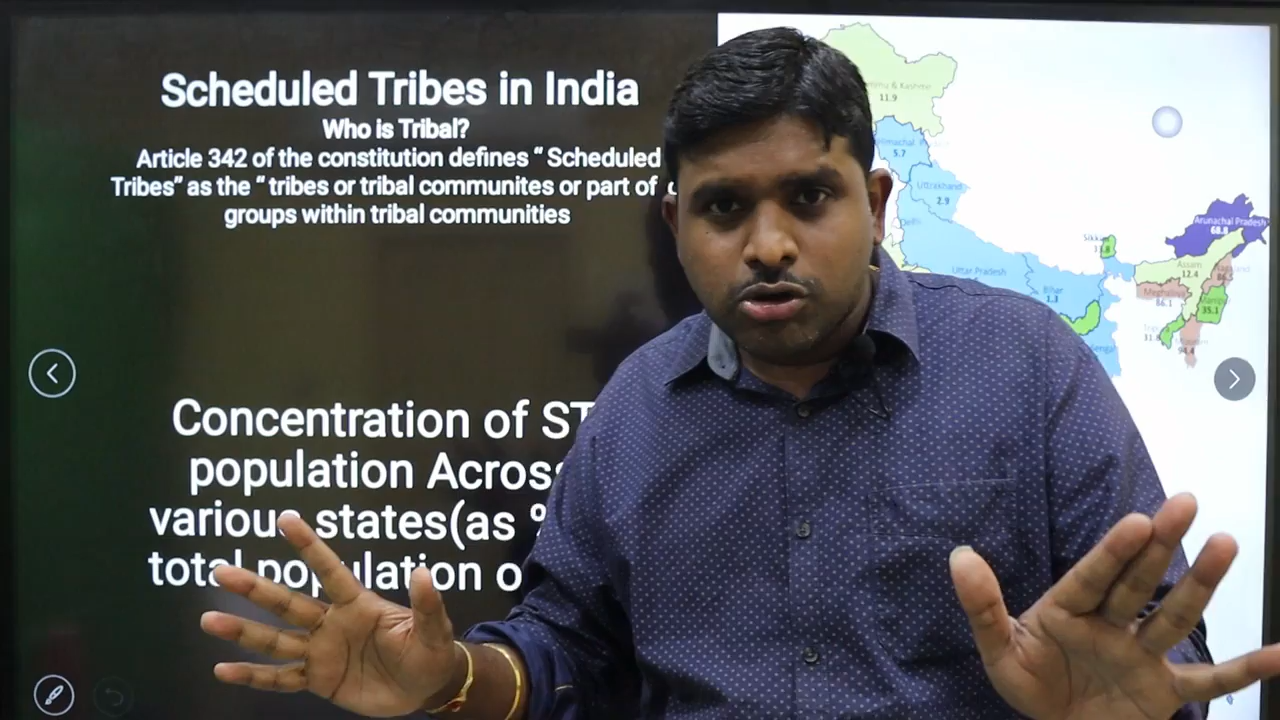 Scheduled Tribes in India
Who is Tribal?
Article 342 of the constitution defines “ Scheduled
Tribes” as the “ tribes or tribal communites or part of
groups within tribal communities
Concentration of ST
population Across
various states(as %
total population o
11.9
5.7
Uttrakhand
2.9
Delhi
Uttar Pradesh
Bihar
1.3
Arunachal Pradesh
68.8
Assam
12.4
86.1
35.1